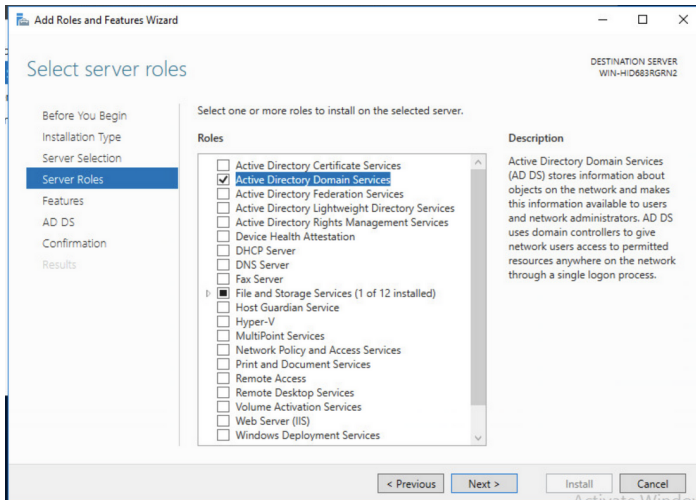 Add Roles and Features Wizard
Select server roles
DESTINATION SERVER
WIN-HID683RGRN2
Before You Begin
Installation Type
Server Selection
Server Roles
Features
AD DS
Confirmation
Results
Select one or more roles to install on the selected server.
Roles
Active Directory Certificate Services
Active Directory Domain Services
Active Directory Federation Services
Active Directory Lightweight Directory Services
Active Directory Rights Management Services
Device Health Attestation
DHCP Server
DNS Server
Fax Server
File and Storage Services (1 of 12 installed)
Host Guardian Service
Hyper-V
MultiPoint Services
Network Policy and Access Services
Print and Document Services
Remote Access
Remote Desktop Services
Volume Activation Services
Web Server (IIS)
Windows Deployment Services
Description
Active Directory Domain Services
(AD DS) stores information about
objects on the network and makes
this information available to users
and network administrators. AD DS
uses domain controllers to give
network users access to permitted
resources anywhere on the network
through a single logon process.
< Previous
Next >
Install
Cancel